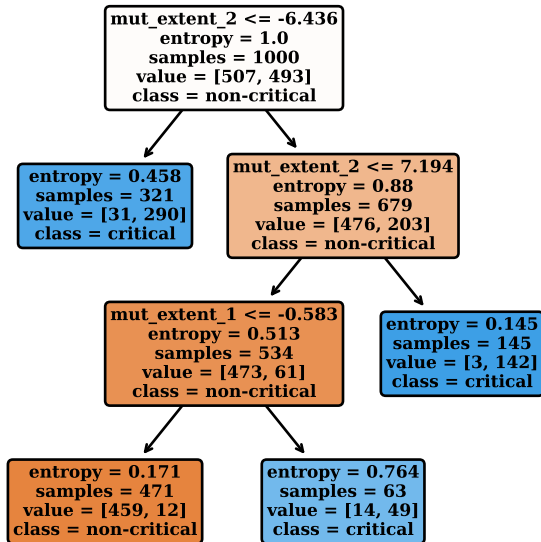 mut_extent_2 <= -6.436
entropy = 1.0
samples = 1000
value = [507, 493]
class = non-critical
entropy = 0.458
samples = 321
value = [31, 290]
class = critical
mut_extent_2 <= 7.194
entropy = 0.88
samples = 679
value = [476, 203]
class = non-critical
mut_extent_1 <= -0.583
entropy = 0.513
samples = 534
value = [473, 61]
class = non-critical
entropy = 0.145
samples = 145
value = [3, 142]
class = critical
entropy = 0.171
samples = 471
value = [459, 12]
class = non-critical
entropy = 0.764
samples = 63
value = [14, 49]
class = critical